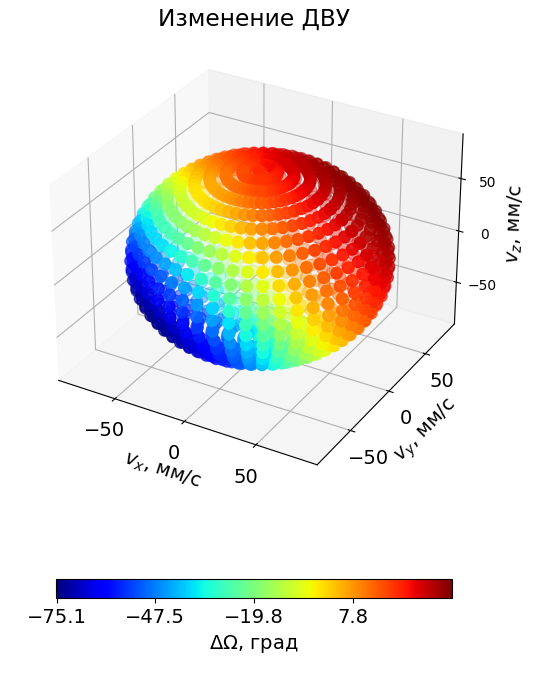 Изменение ДВУ
50
0
−50
v_z, мм/с
50
0
−50
v_y, мм/с
−50
0
50
v_x, мм/с
−75.1 −47.5 −19.8 7.8
ΔΩ, град